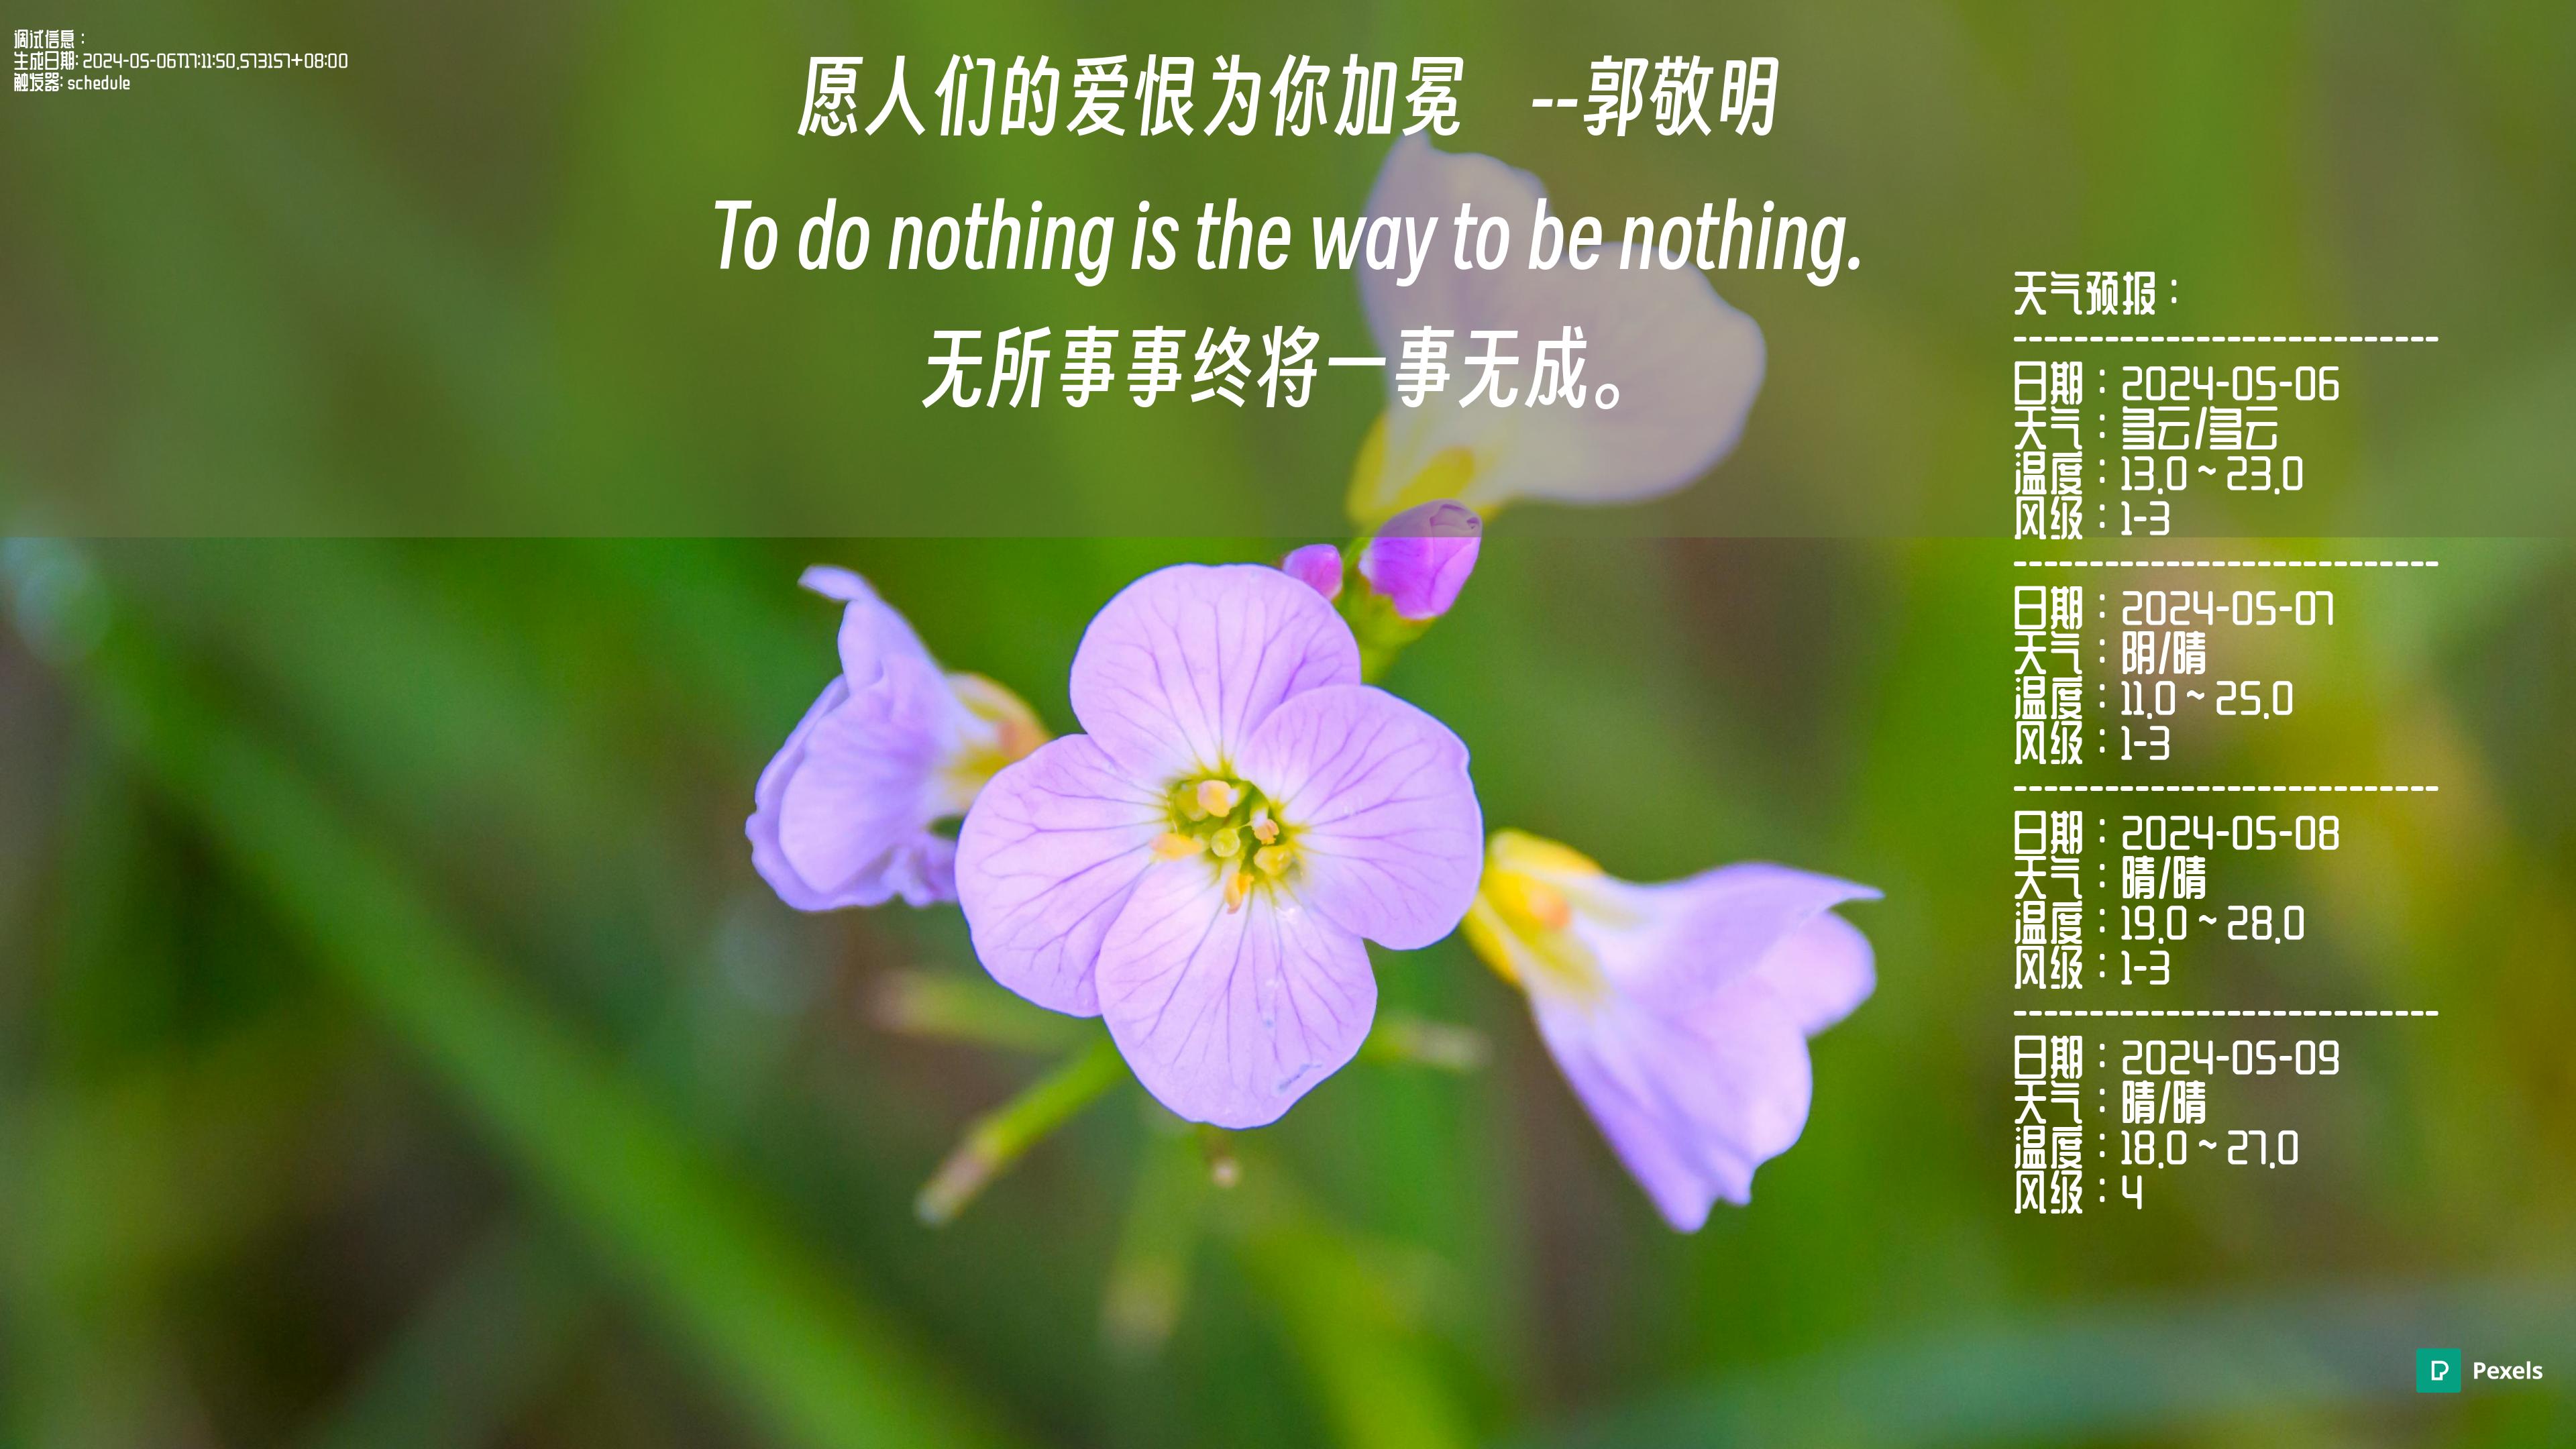 调试信息：
生成日期: 2024-05-06T17:11:50.573157+08:00
触发器: schedule
愿人们的爱恨为你加冕 --郭敬明
To do nothing is the way to be nothing.
无所事事终将一事无成。
天气预报：
----------------------------
日期：2024-05-06
天气：多云/多云
温度：13.0 ~ 23.0
风级：1-3
----------------------------
日期：2024-05-07
天气：阴/晴
温度：11.0 ~ 25.0
风级：1-3
----------------------------
日期：2024-05-08
天气：晴/晴
温度：19.0 ~ 28.0
风级：1-3
----------------------------
日期：2024-05-09
天气：晴/晴
温度：18.0 ~ 27.0
风级：4
Pexels